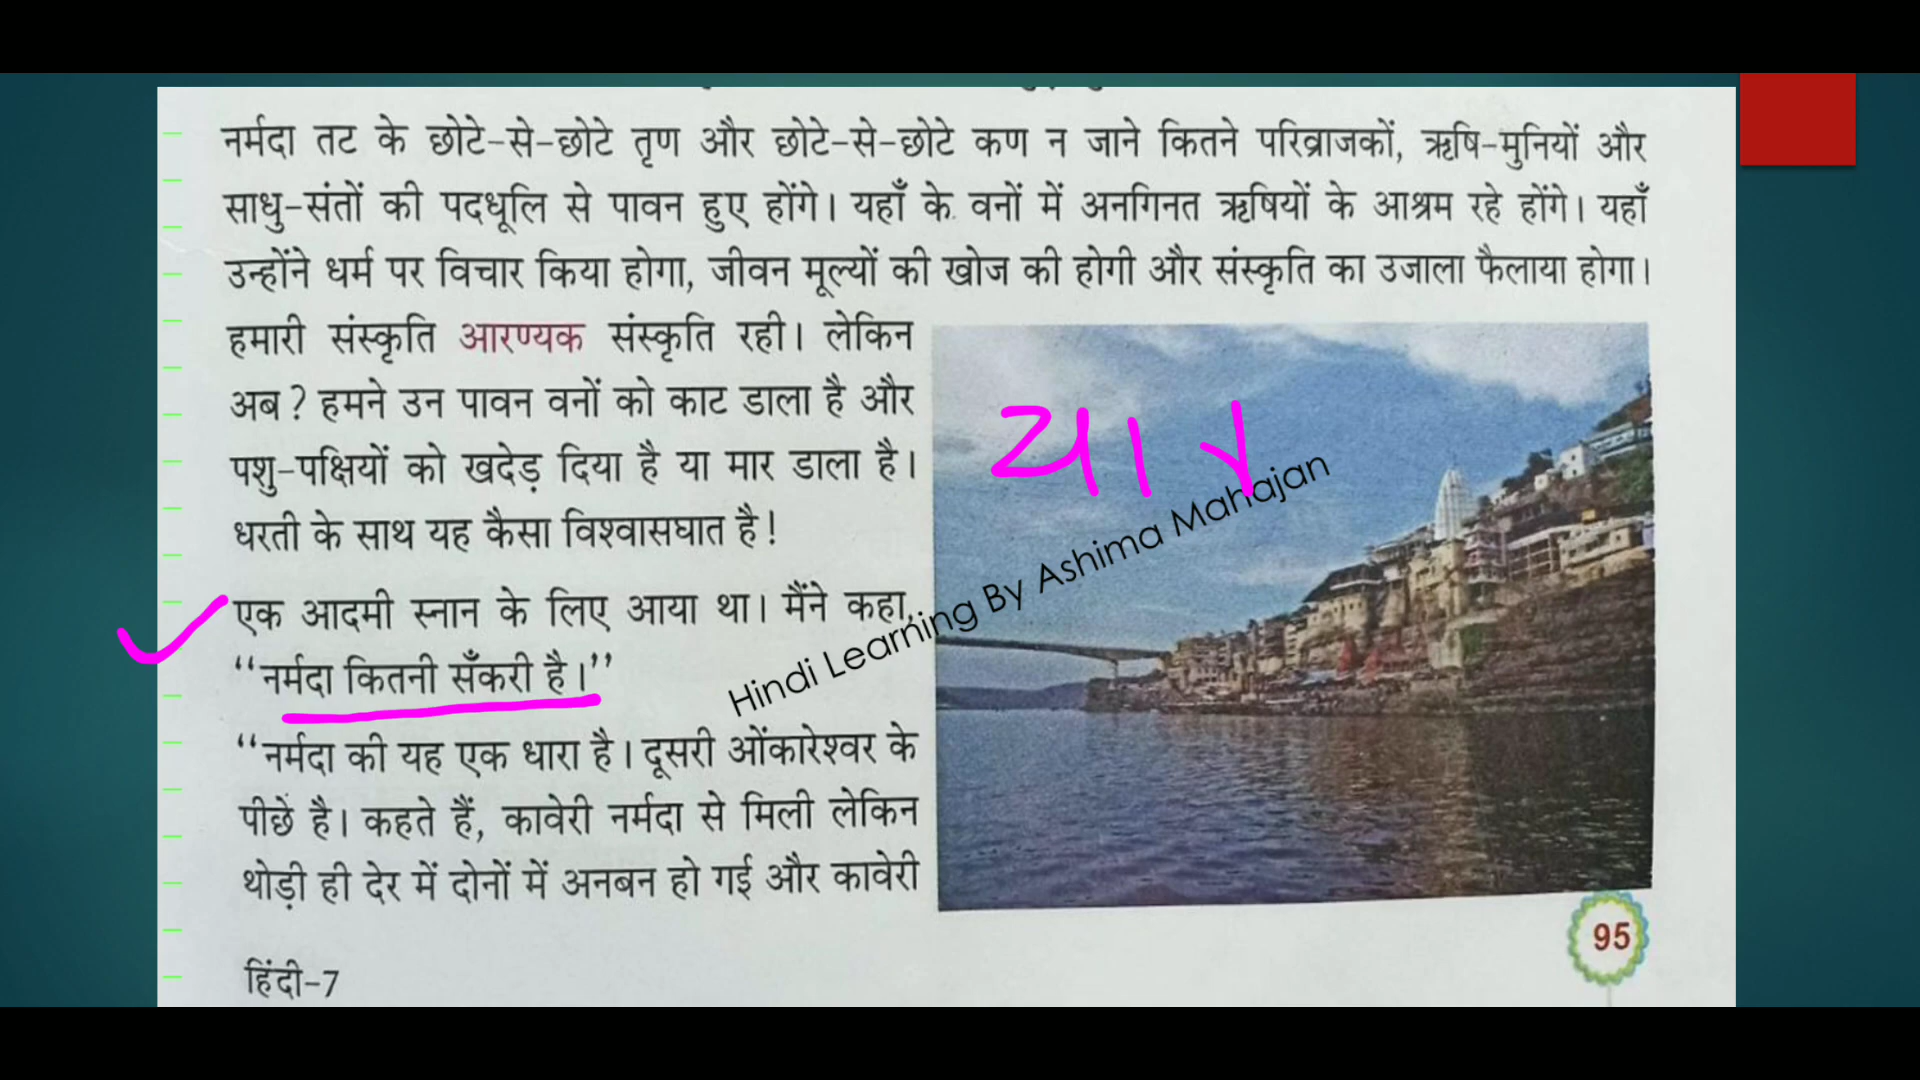 नर्मदा तट के छोटे-से-छोटे तृण और छोटे-से-छोटे कण न जाने कितने परिव्राजकों, ऋषि-मुनियों और
साधु-संतों की पदधूलि से पावन हुए होंगे। यहाँ के वनों में अनगिनत ऋषियों के आश्रम रहे होंगे। यहाँ
उन्होंने धर्म पर विचार किया होगा, जीवन मूल्यों की खोज की होगी और संस्कृति का उजाला फैलाया होगा।
हमारी संस्कृति आरण्यक संस्कृति रही। लेकिन
अब? हमने उन पावन वनों को काट डाला है और
पशु-पक्षियों को खदेड़ दिया है या मार डाला है।
धरती के साथ यह कैसा विश्वासघात है!
एक आदमी स्नान के लिए आया था। मैंने कहा,
‘‘नर्मदा कितनी सँकरी है।’’
‘‘नर्मदा की यह एक धारा है। दूसरी ओंकारेश्वर के
पीछे है। कहते हैं, कावेरी नर्मदा से मिली लेकिन
थोड़ी ही देर में दोनों में अनबन हो गई और कावेरी
Hindi Learning By Ashima Mahajan
95
हिंदी-7